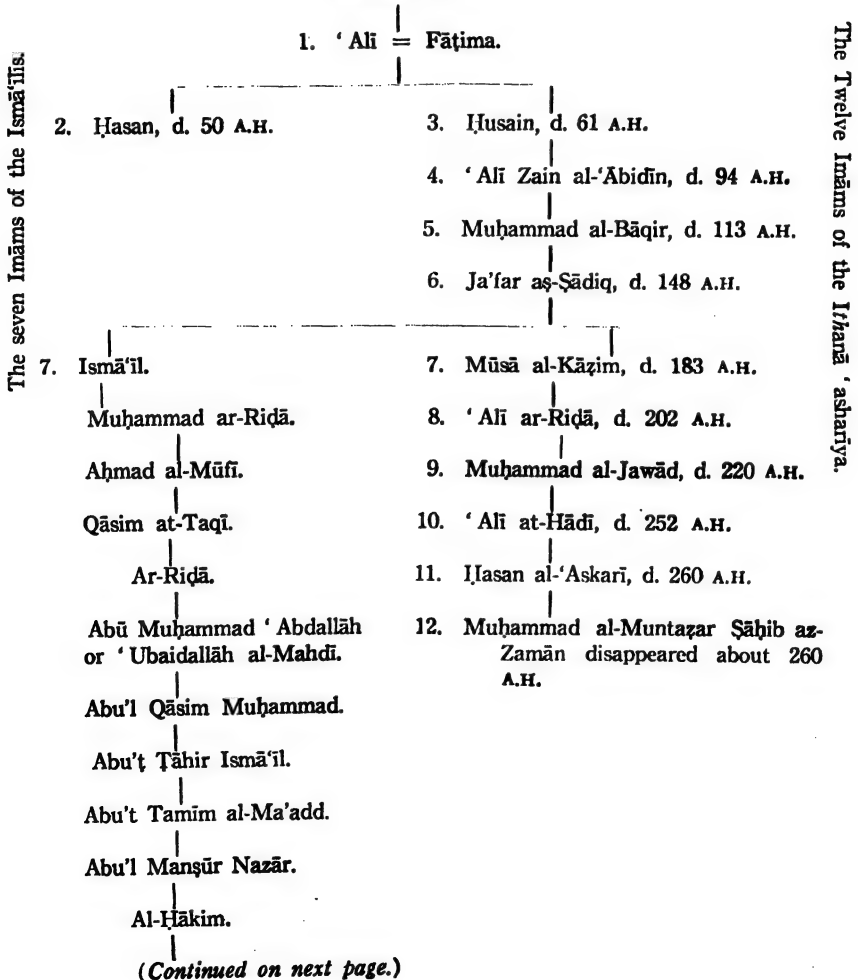 1. ‘Alī = Fāṭima.
The seven Imāms of the Ismā‘īlīs.
The Twelve Imāms of the Ithanā ‘asharīya.
2. Ḥasan, d. 50 A.H.
3. Ḥusain, d. 61 A.H.
4. ‘Alī Zain al-‘Ābidīn, d. 94 A.H.
5. Muḥammad al-Bāqir, d. 113 A.H.
6. Ja‘far aṣ-Ṣādiq, d. 148 A.H.
7. Ismā‘īl.
7. Mūsā al-Kāẓim, d. 183 A.H.
Muḥammad ar-Riḍā.
8. ‘Alī ar-Riḍā, d. 202 A.H.
Aḥmad al-Mūfī.
9. Muḥammad al-Jawād, d. 220 A.H.
Qāsim at-Taqī.
10. ‘Alī at-Hādī, d. 252 A.H.
Ar-Riḍā.
11. Ḥasan al-‘Askarī, d. 260 A.H.
Abū Muḥammad ‘Abdallāh
or ‘Ubaidallāh al-Mahdī.
12. Muḥammad al-Muntaẓar Ṣāḥib az-
Zamān disappeared about 260
A.H.
Abu’l Qāsim Muḥammad.
Abu’ṭ Ṭāhir Ismā‘īl.
Abu’t Tamīm al-Ma’add.
Abu’l Manṣūr Nazār.
Al-Ḥākim.
(Continued on next page.)